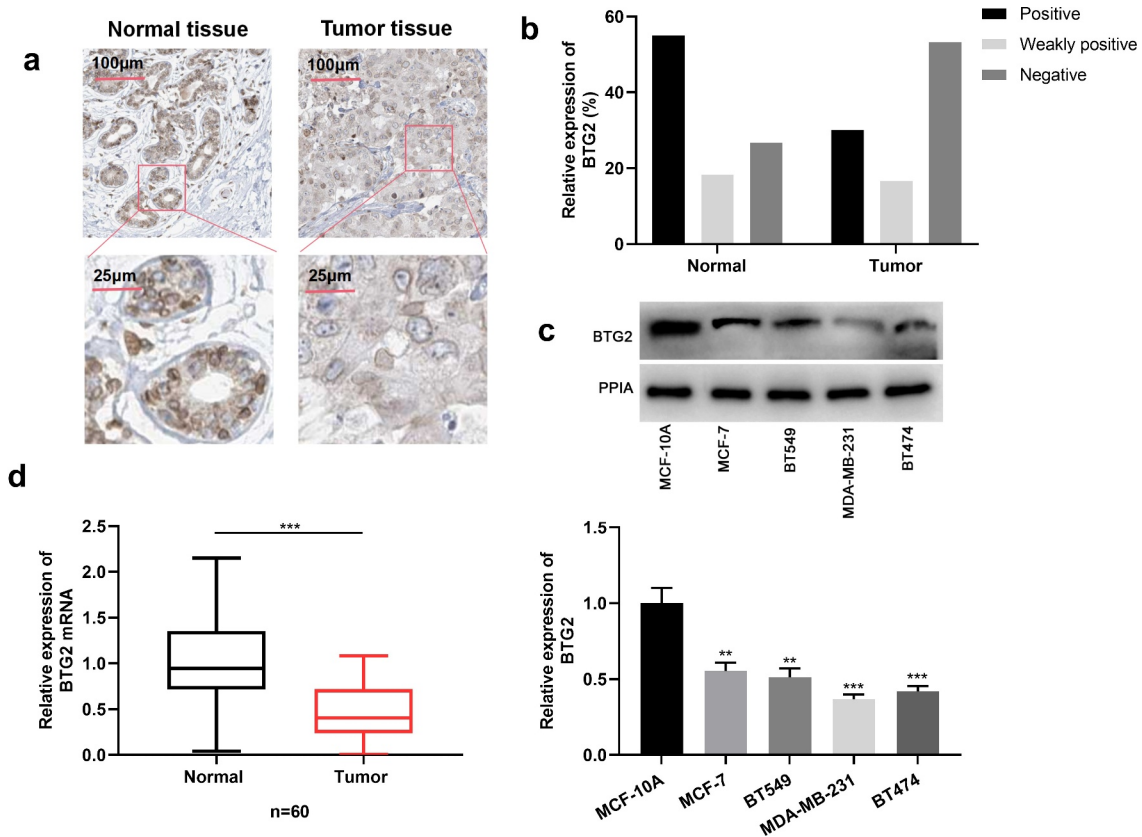 a
Normal tissue
Tumor tissue
100μm
100μm
25μm
25μm
b
Relative expression of
BTG2 (%)
60
40
20
0
Normal
Tumor
Positive
Weakly positive
Negative
c
BTG2
PPIA
MCF-10A
MCF-7
BT549
MDA-MB-231
BT474
d
Relative expression of
BTG2 mRNA
2.5
2.0
1.5
1.0
0.5
0.0
***
Normal
Tumor
n=60
Relative expression of
BTG2
1.5
1.0
0.5
0.0
**
**
***
***
MCF-10A
MCF-7
BT549
MDA-MB-231
BT474